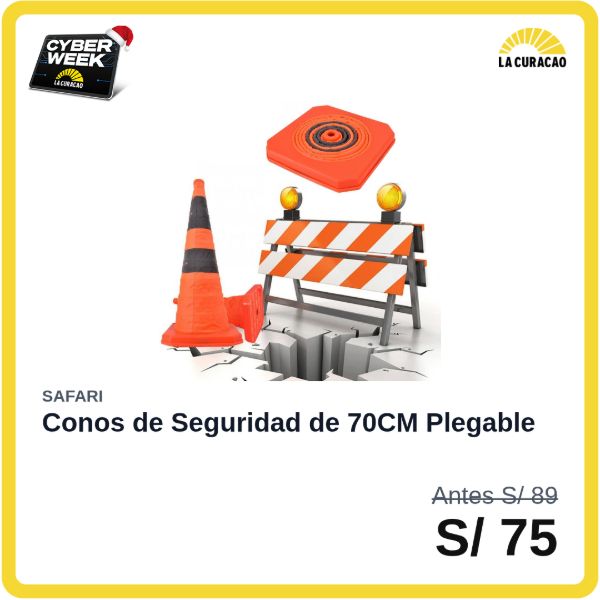 CYBER
WEEK
LA CURACAO
LA CURACAO
SAFARI
Conos de Seguridad de 70CM Plegable
Antes S/ 89
S/ 75